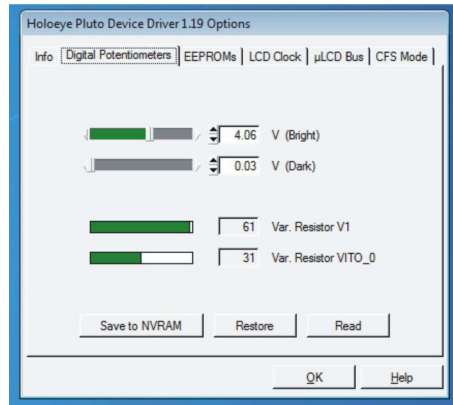 Holoeye Pluto Device Driver 1.19 Options
Info Digital Potentiometers EEPROMs LCD Clock µLCD Bus CFS Mode
4.06 V (Bright)
0.03 V (Dark)
61 Var. Resistor V1
31 Var. Resistor VITO_0
Save to NVRAM Restore Read
OK Help